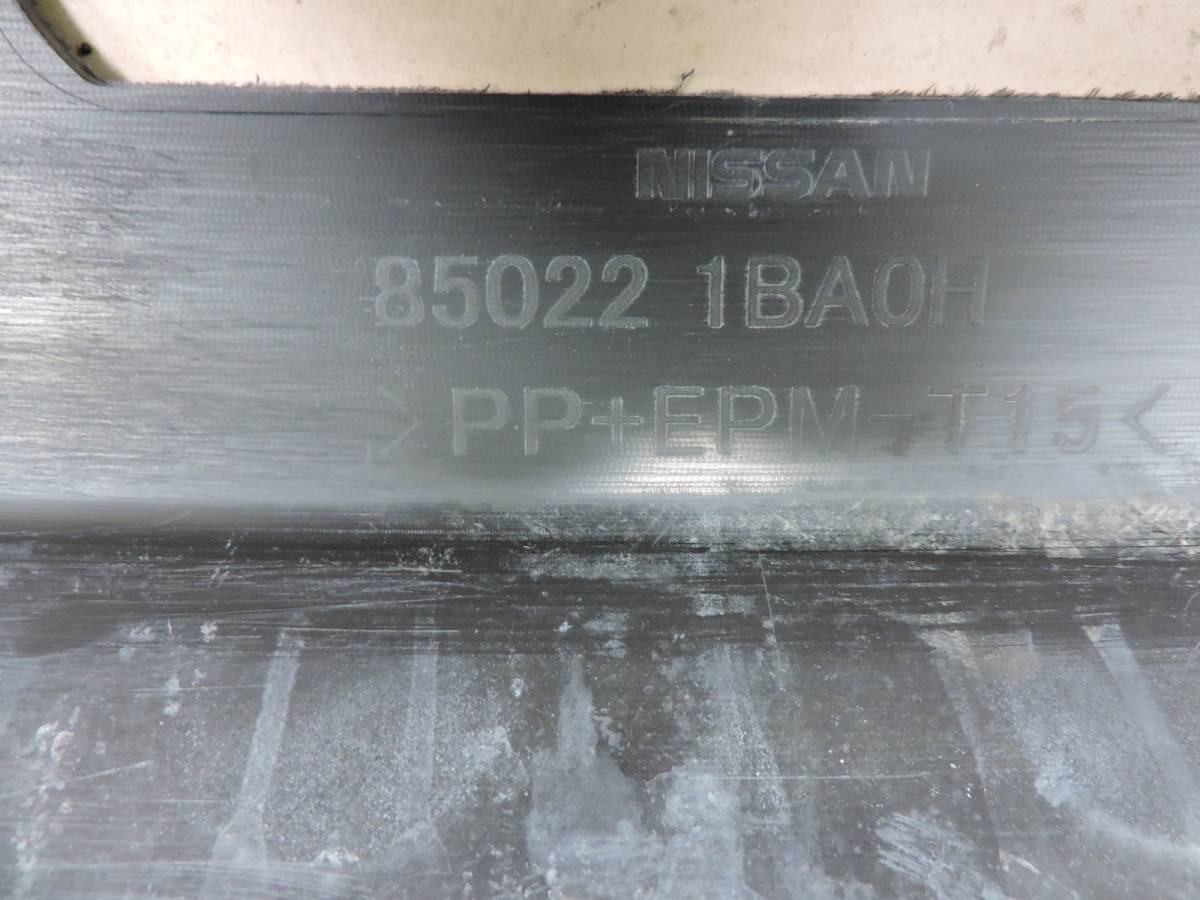 NISSAN
85022 1BA0H
>PP+EPM-T15<